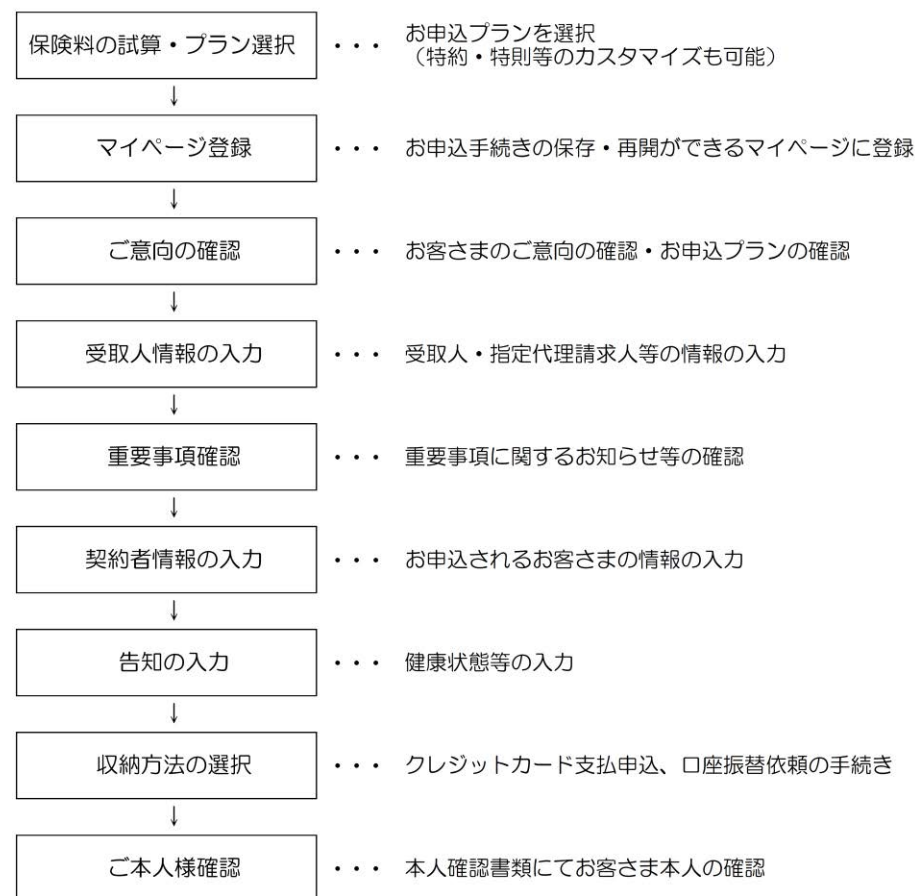 保険料の試算・プラン選択 ・・・ お申込プランを選択
（特約・特則等のカスタマイズも可能）
↓
マイページ登録 ・・・ お申込手続きの保存・再開ができるマイページに登録
↓
ご意向の確認 ・・・ お客さまのご意向の確認・お申込プランの確認
↓
受取人情報の入力 ・・・ 受取人・指定代理請求人等の情報の入力
↓
重要事項確認 ・・・ 重要事項に関するお知らせ等の確認
↓
契約者情報の入力 ・・・ お申込されるお客さまの情報の入力
↓
告知の入力 ・・・ 健康状態等の入力
↓
収納方法の選択 ・・・ クレジットカード支払申込、口座振替依頼の手続き
↓
ご本人様確認 ・・・ 本人確認書類にてお客さま本人の確認